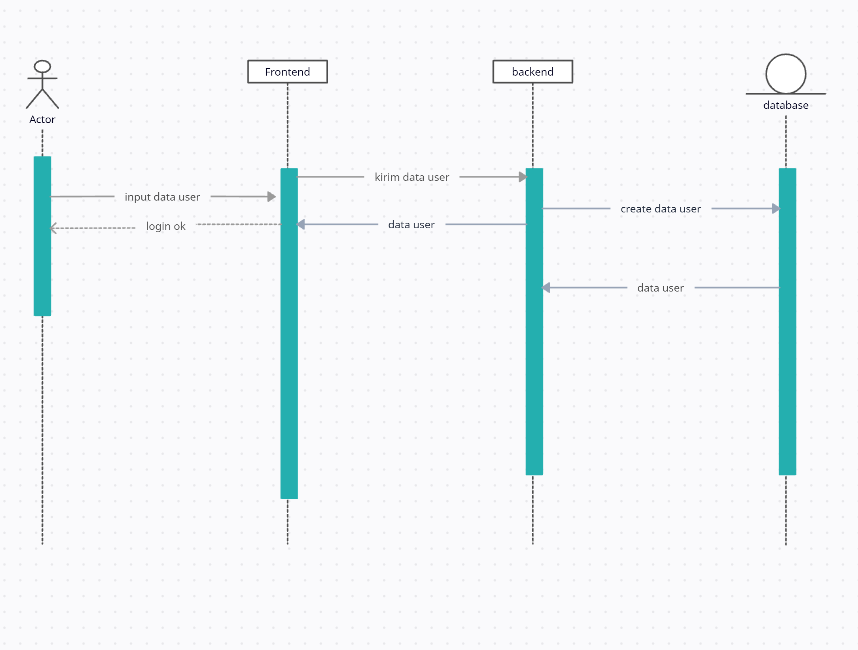 Actor
Frontend
backend
database
kirim data user
input data user
create data user
data user
login ok
data user